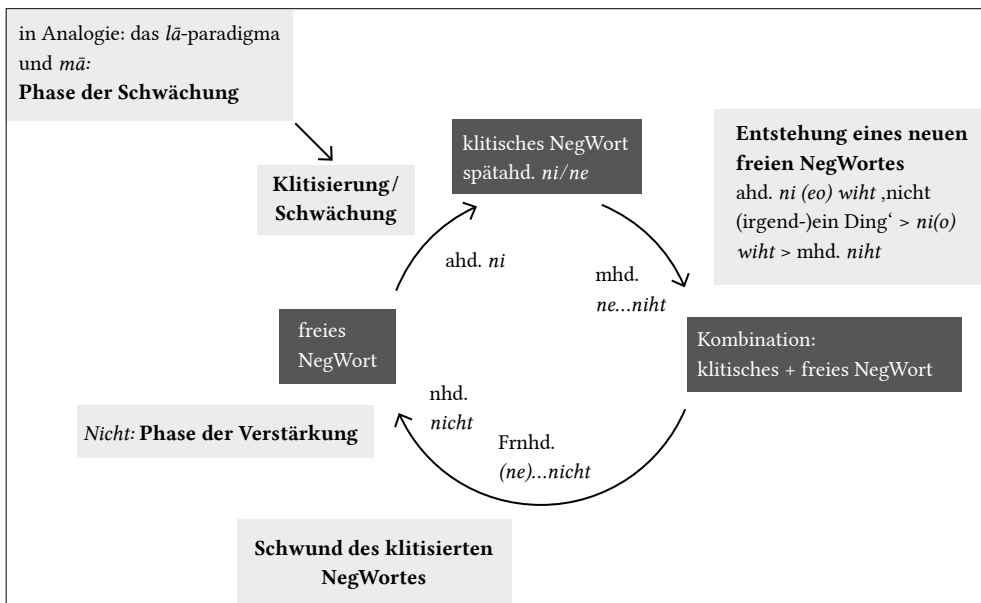 in Analogie: das lā-paradigma
und mā:
Phase der Schwächung
Klitisierung/
Schwächung
klitisches NegWort
spätahd. ni/ne
Entstehung eines neuen
freien NegWortes
ahd. ni (eo) wiht ‚nicht
(irgend-)ein Ding‘ > ni(o)
wiht > mhd. niht
ahd. ni
mhd.
ne...niht
freies
NegWort
Kombination:
klitisches + freies NegWort
nhd.
nicht
Nicht: Phase der Verstärkung
Frnhd.
(ne)...nicht
Schwund des klitisierten
NegWortes